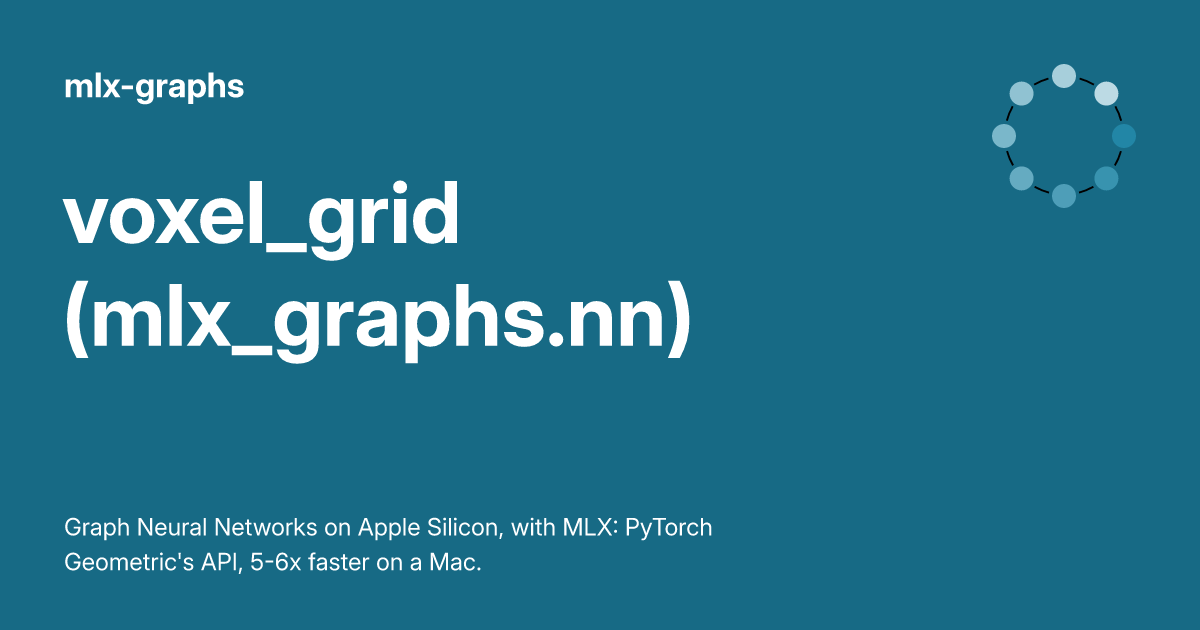 mlx-graphs
voxel_grid
(mlx_graphs.nn)
Graph Neural Networks on Apple Silicon, with MLX: PyTorch
Geometric's API, 5-6x faster on a Mac.